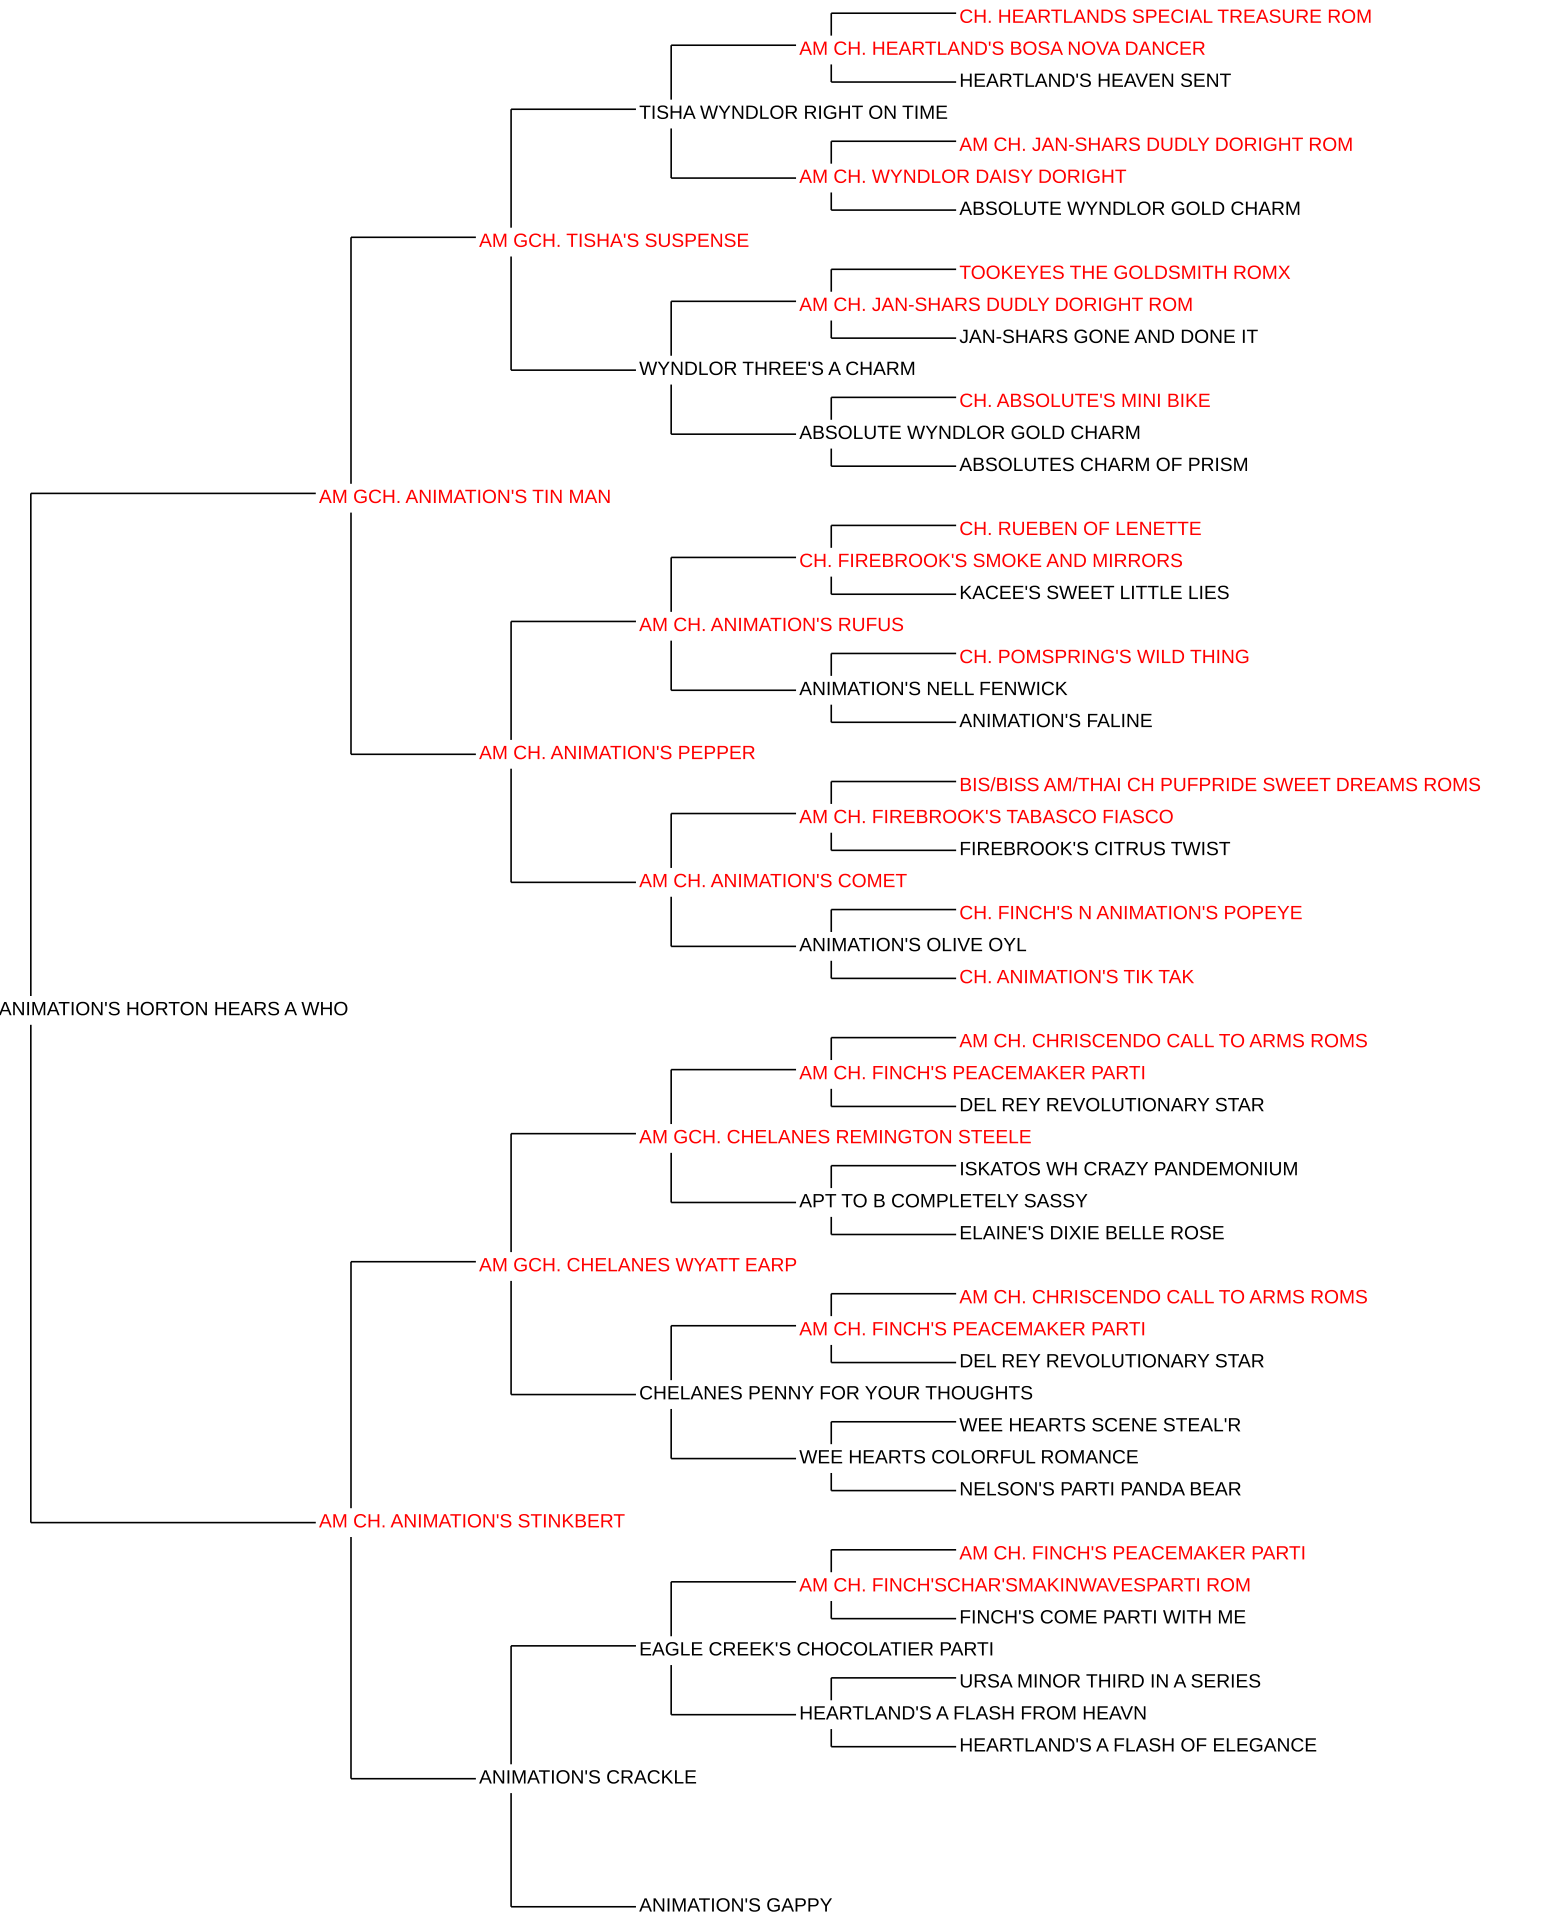 CH. HEARTLANDS SPECIAL TREASURE ROM
AM CH. HEARTLAND'S BOSA NOVA DANCER
HEARTLAND'S HEAVEN SENT
TISHA WYNDLOR RIGHT ON TIME
AM CH. JAN-SHARS DUDLY DORIGHT ROM
AM CH. WYNDLOR DAISY DORIGHT
ABSOLUTE WYNDLOR GOLD CHARM
AM GCH. TISHA'S SUSPENSE
TOOKEYES THE GOLDSMITH ROMX
AM CH. JAN-SHARS DUDLY DORIGHT ROM
JAN-SHARS GONE AND DONE IT
WYNDLOR THREE'S A CHARM
CH. ABSOLUTE'S MINI BIKE
ABSOLUTE WYNDLOR GOLD CHARM
ABSOLUTES CHARM OF PRISM
AM GCH. ANIMATION'S TIN MAN
CH. RUEBEN OF LENETTE
CH. FIREBROOK'S SMOKE AND MIRRORS
KACEE'S SWEET LITTLE LIES
AM CH. ANIMATION'S RUFUS
CH. POMSPRING'S WILD THING
ANIMATION'S NELL FENWICK
ANIMATION'S FALINE
AM CH. ANIMATION'S PEPPER
BIS/BISS AM/THAI CH PUFPRIDE SWEET DREAMS ROMS
AM CH. FIREBROOK'S TABASCO FIASCO
FIREBROOK'S CITRUS TWIST
AM CH. ANIMATION'S COMET
CH. FINCH'S N ANIMATION'S POPEYE
ANIMATION'S OLIVE OYL
CH. ANIMATION'S TIK TAK
ANIMATION'S HORTON HEARS A WHO
AM CH. CHRISCENDO CALL TO ARMS ROMS
AM CH. FINCH'S PEACEMAKER PARTI
DEL REY REVOLUTIONARY STAR
AM GCH. CHELANES REMINGTON STEELE
ISKATOS WH CRAZY PANDEMONIUM
APT TO B COMPLETELY SASSY
ELAINE'S DIXIE BELLE ROSE
AM GCH. CHELANES WYATT EARP
AM CH. CHRISCENDO CALL TO ARMS ROMS
AM CH. FINCH'S PEACEMAKER PARTI
DEL REY REVOLUTIONARY STAR
CHELANES PENNY FOR YOUR THOUGHTS
WEE HEARTS SCENE STEAL'R
WEE HEARTS COLORFUL ROMANCE
NELSON'S PARTI PANDA BEAR
AM CH. ANIMATION'S STINKBERT
AM CH. FINCH'S PEACEMAKER PARTI
AM CH. FINCH'SCHAR'SMAKINWAVESPARTI ROM
FINCH'S COME PARTI WITH ME
EAGLE CREEK'S CHOCOLATIER PARTI
URSA MINOR THIRD IN A SERIES
HEARTLAND'S A FLASH FROM HEAVN
HEARTLAND'S A FLASH OF ELEGANCE
ANIMATION'S CRACKLE
ANIMATION'S GAPPY